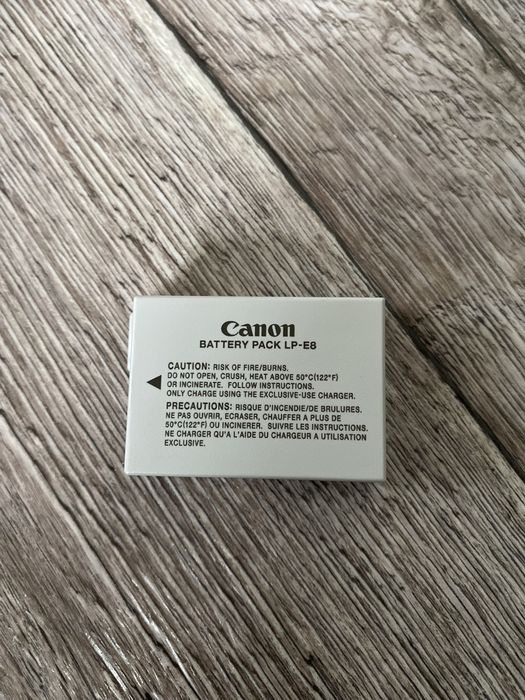 Canon
BATTERY PACK LP-E8
CAUTION: RISK OF FIRE/BURNS.
DO NOT OPEN, CRUSH, HEAT ABOVE 50°C(122°F)
OR INCINERATE. FOLLOW INSTRUCTIONS.
ONLY CHARGE USING THE EXCLUSIVE-USE CHARGER.
PRECAUTIONS: RISQUE D'INCENDIE/DE BRULURES.
NE PAS OUVRIR, ECRASER, CHAUFFER A PLUS DE
50°C(122°F) OU INCINERER. SUIVRE LES INSTRUCTIONS.
NE CHARGER QU'A L'AIDE DU CHARGEUR A UTILISATION
EXCLUSIVE.